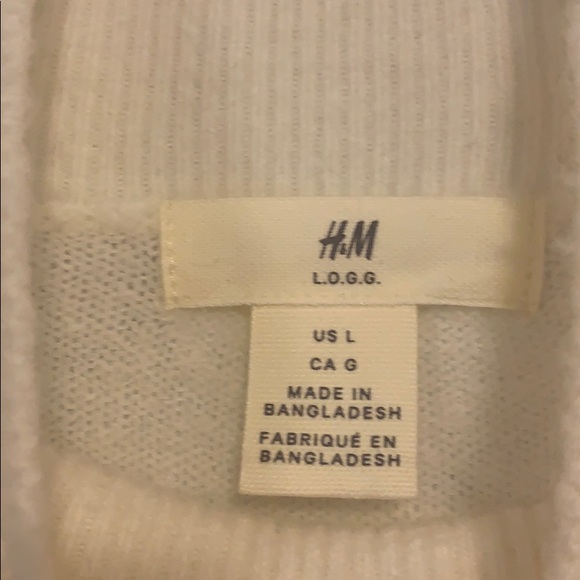 H&M
L.O.G.G.
US L
CA G
MADE IN
BANGLADESH
FABRIQUÉ EN
BANGLADESH